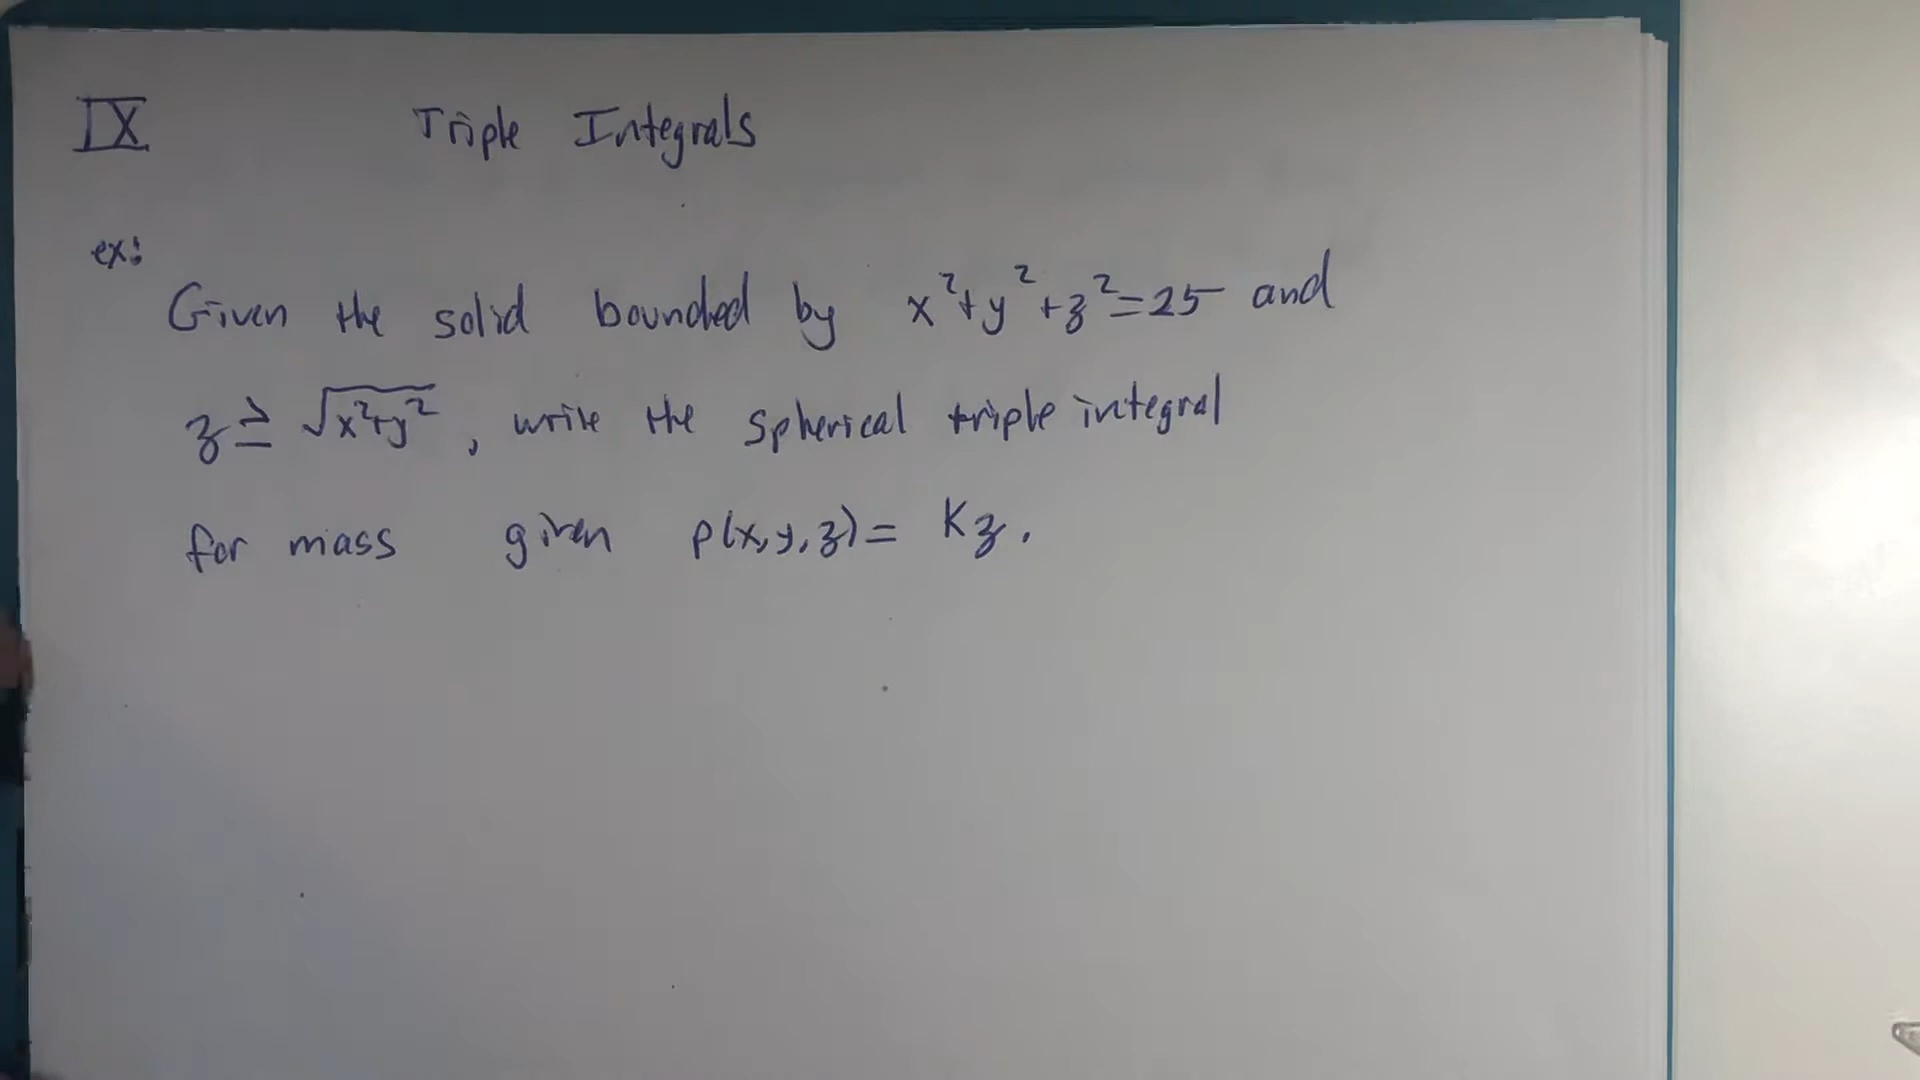 IX Triple Integrals
ex:
Given the solid bounded by x²+y²+z²=25 and
z ≥ √x²+y², write the spherical triple integral
for mass given ρ(x,y,z)= Kz.